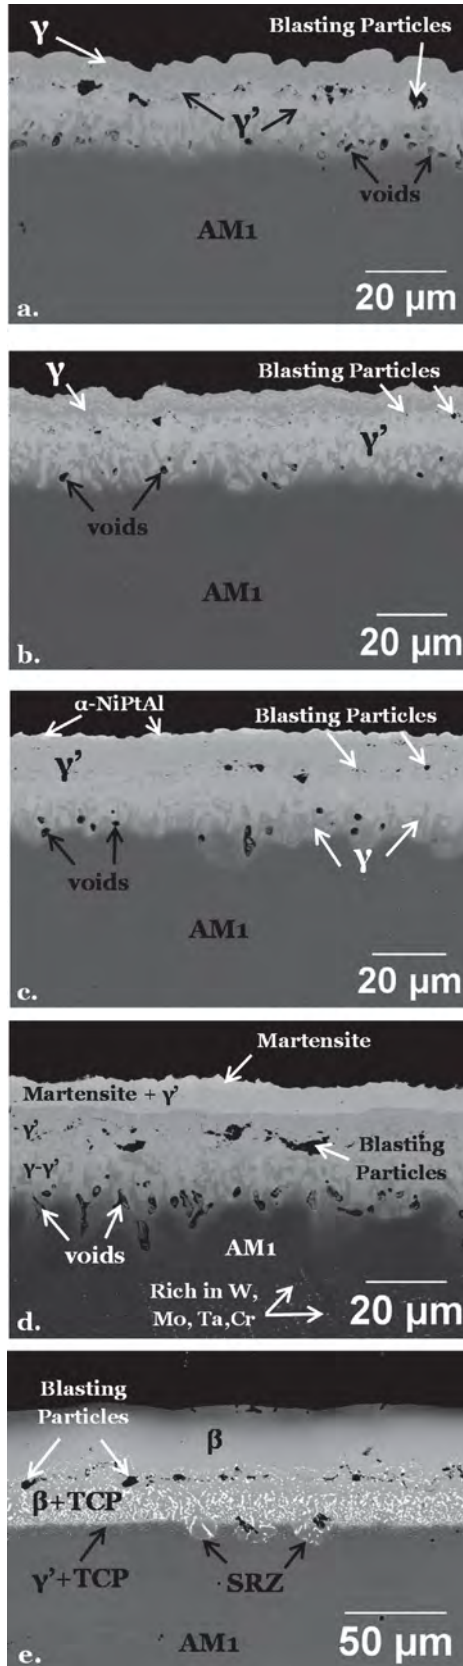 γ
Blasting Particles
γ’
voids
AM1
20 μm
a.
γ
Blasting Particles
γ’
voids
AM1
20 μm
b.
α-NiPtAl
Blasting Particles
γ’
voids
γ
AM1
20 μm
c.
Martensite
Martensite + γ’
γ’
γ-γ’
Blasting
Particles
voids
AM1
Rich in W,
Mo, Ta,Cr
20 μm
d.
Blasting
Particles
β
β+TCP
γ’+TCP
SRZ
AM1
50 μm
e.